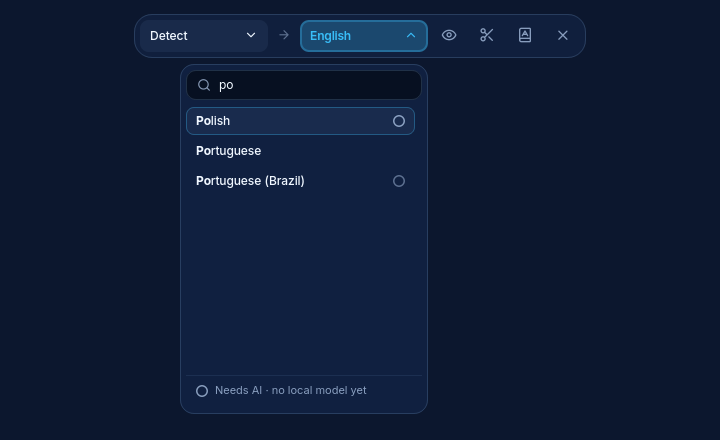 Detect
English
po
Polish
Portuguese
Portuguese (Brazil)
Needs AI · no local model yet